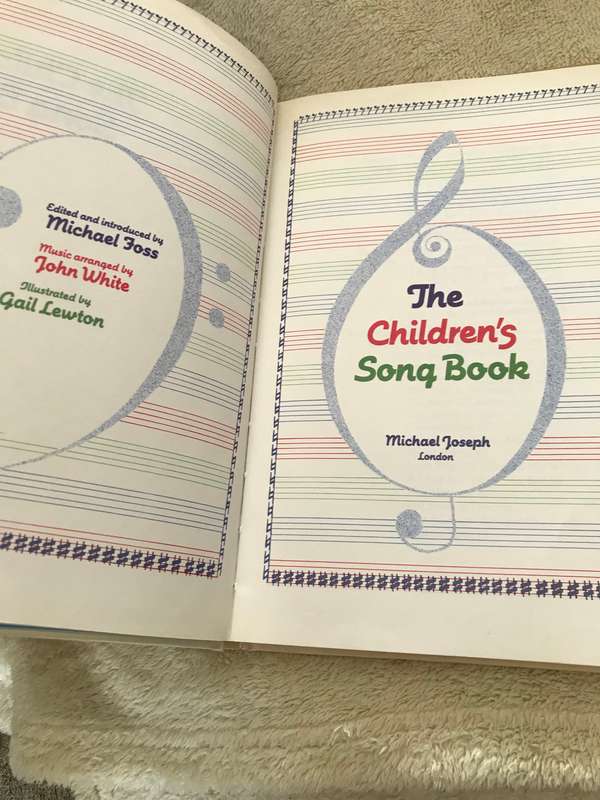 Edited and introduced by
Michael Foss
Music arranged by
John White
Illustrated by
Gail Lewton
The
Children's
Song Book
Michael Joseph
London